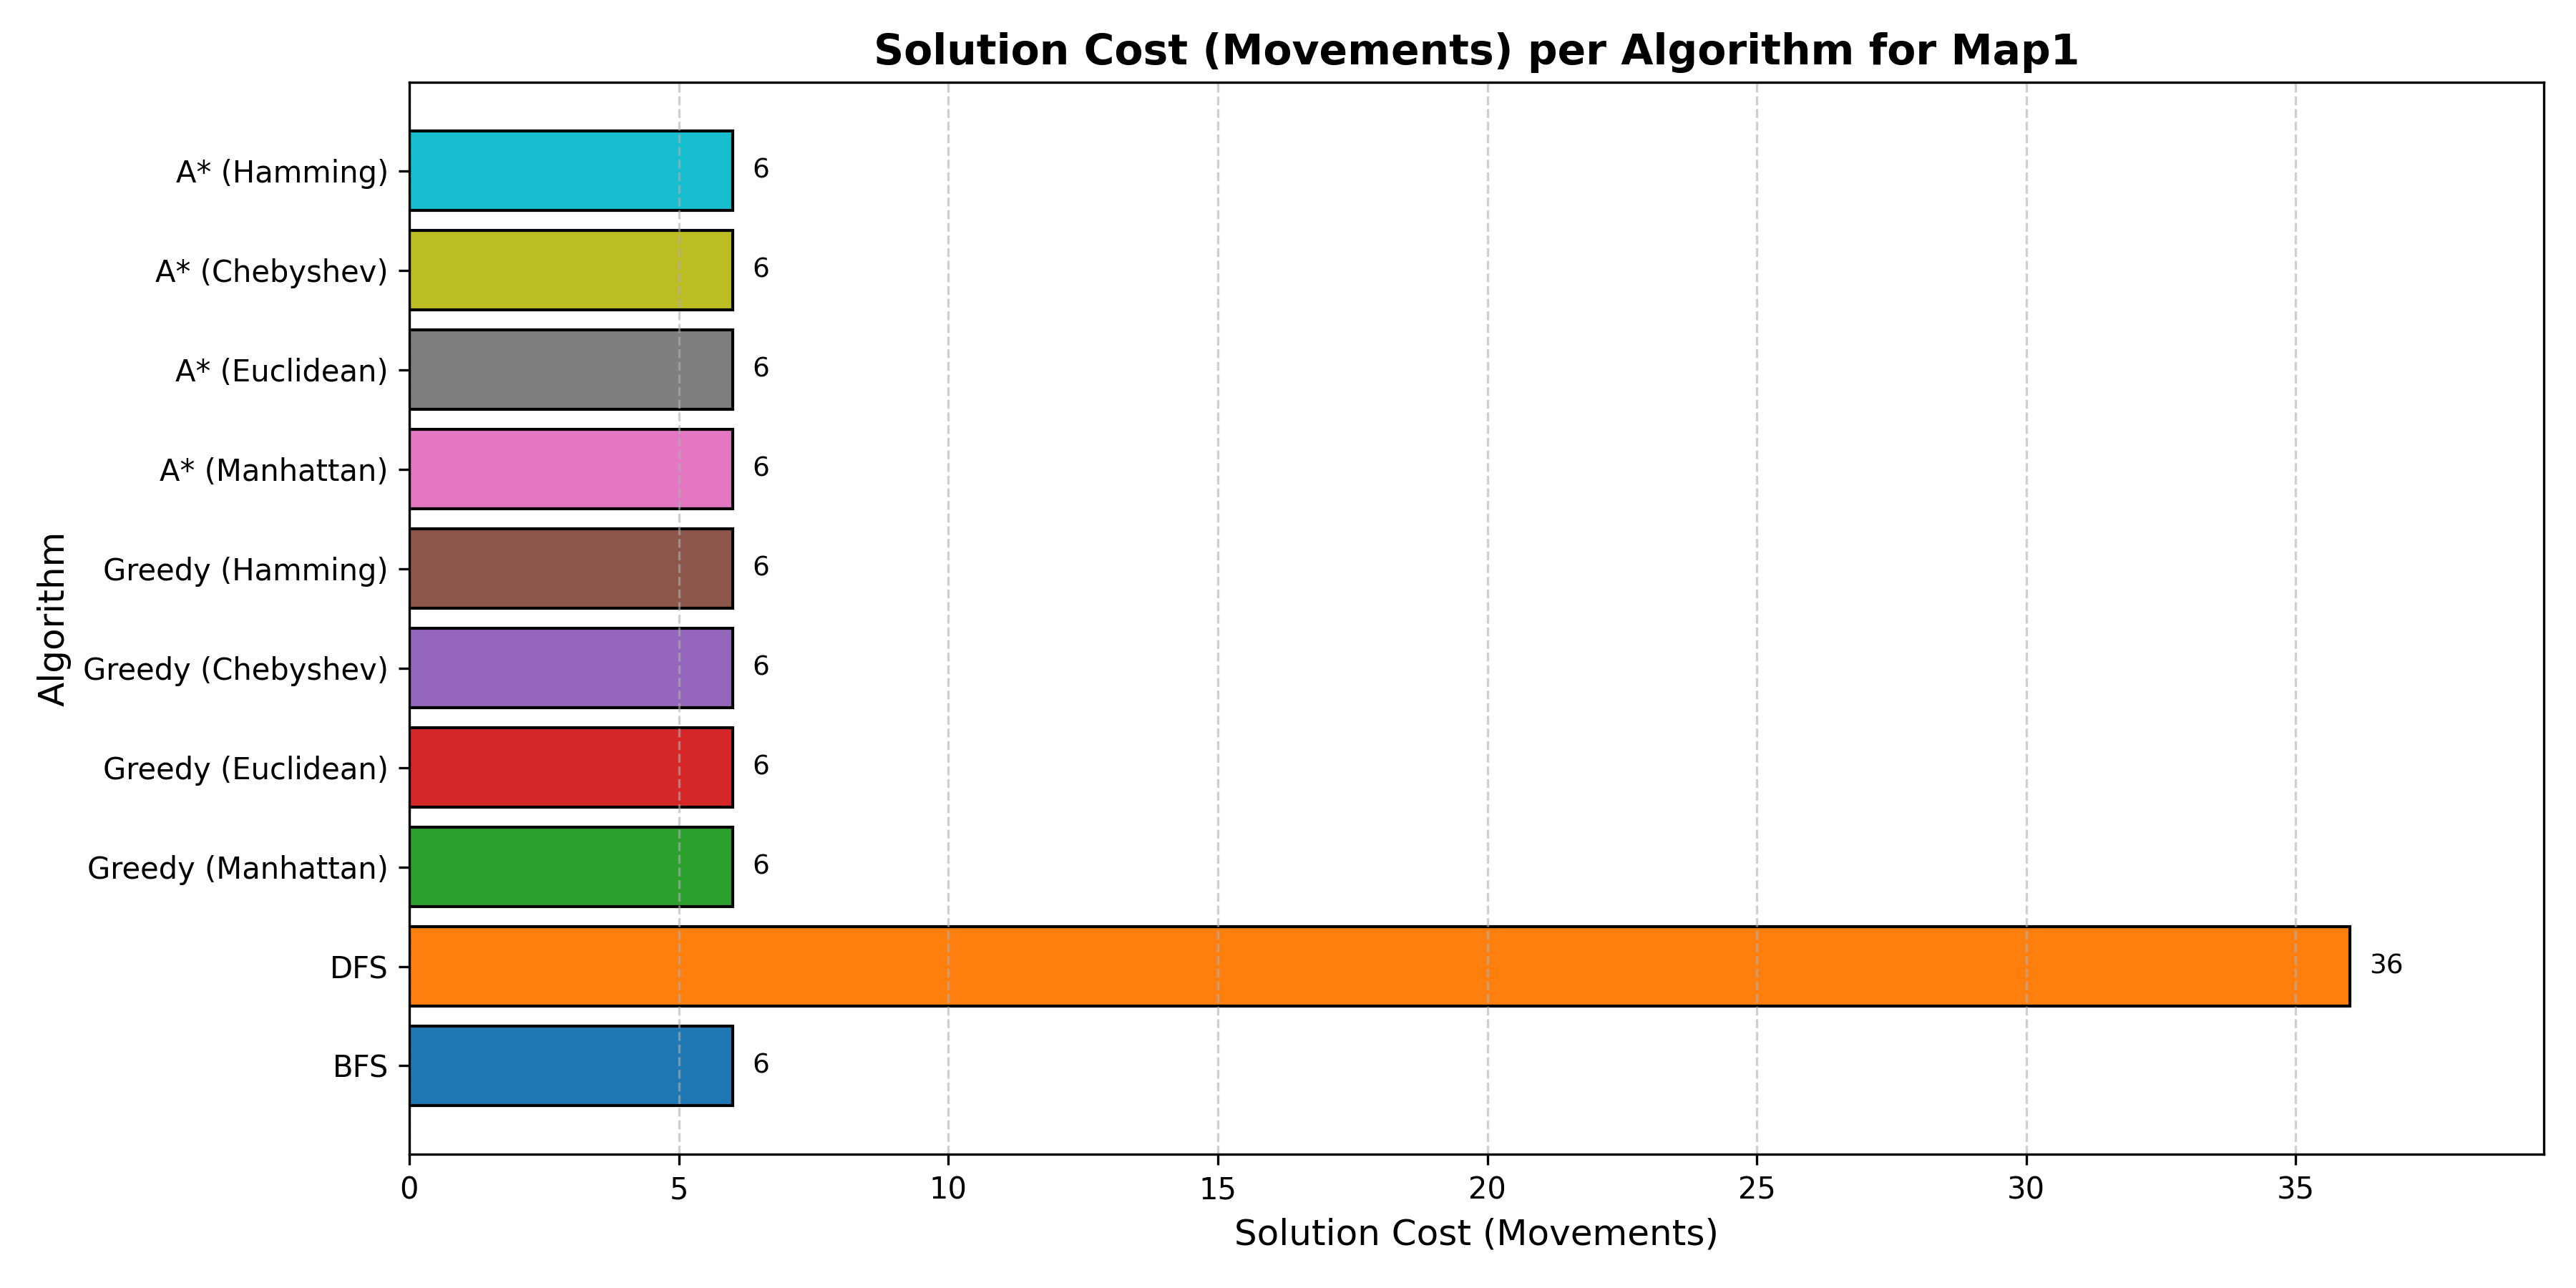 Solution Cost (Movements) per Algorithm for Map1
A* (Hamming) 6
A* (Chebyshev) 6
A* (Euclidean) 6
A* (Manhattan) 6
Greedy (Hamming) 6
Greedy (Chebyshev) 6
Greedy (Euclidean) 6
Greedy (Manhattan) 6
DFS 36
BFS 6
Algorithm
0 5 10 15 20 25 30 35
Solution Cost (Movements)